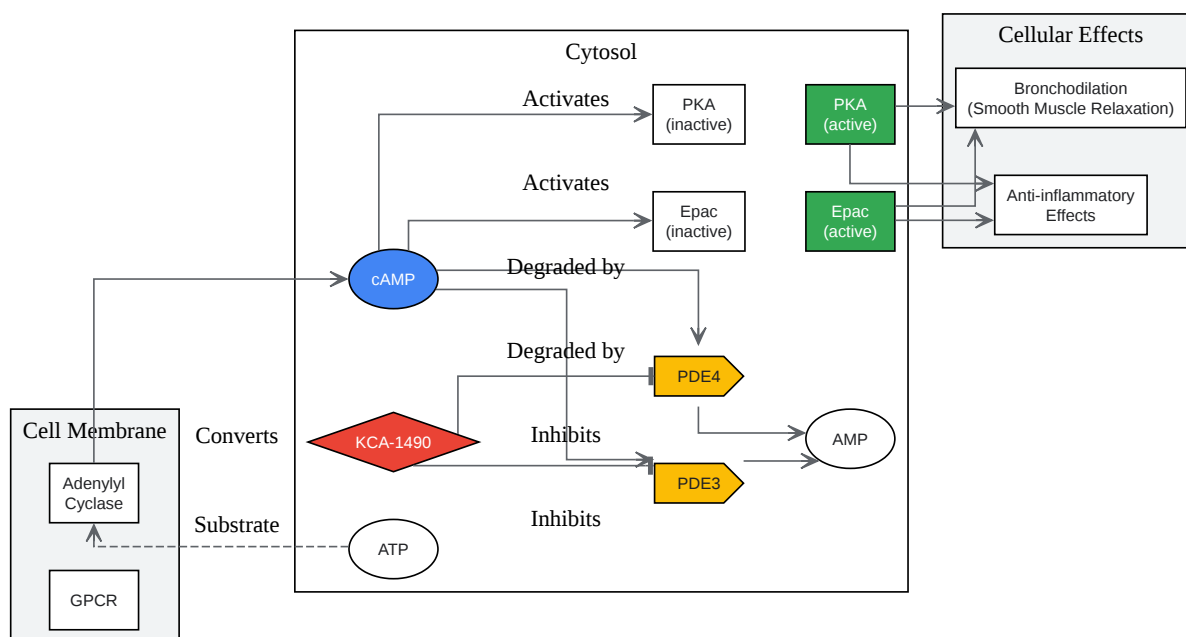 Cellular Effects
Cytosol
Bronchodilation
(Smooth Muscle Relaxation)
Activates
PKA
(inactive)
PKA
(active)
Activates
Epac
(inactive)
Epac
(active)
Anti-inflammatory
Effects
Degraded by
cAMP
Degraded by
PDE4
Cell Membrane
Converts
KCA-1490
Inhibits
AMP
Adenylyl
Cyclase
PDE3
Substrate
Inhibits
ATP
GPCR